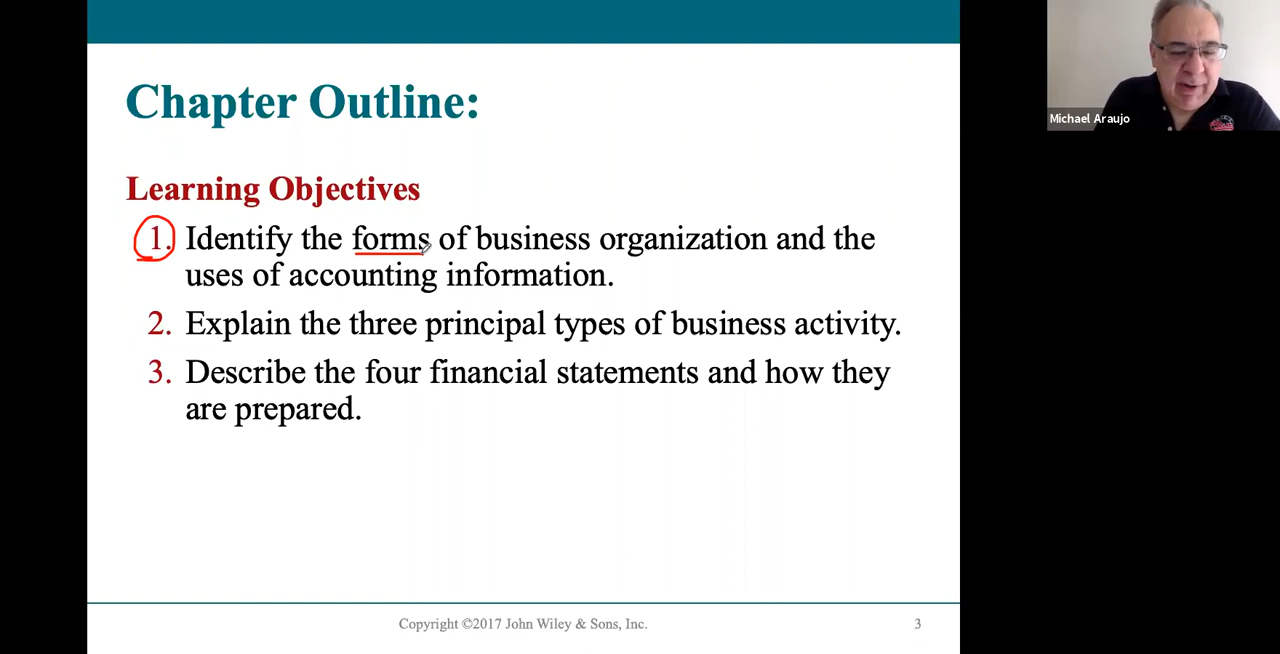 Chapter Outline:
Michael Araujo
Learning Objectives
1. Identify the forms of business organization and the
uses of accounting information.
2. Explain the three principal types of business activity.
3. Describe the four financial statements and how they
are prepared.
Copyright ©2017 John Wiley & Sons, Inc.
3